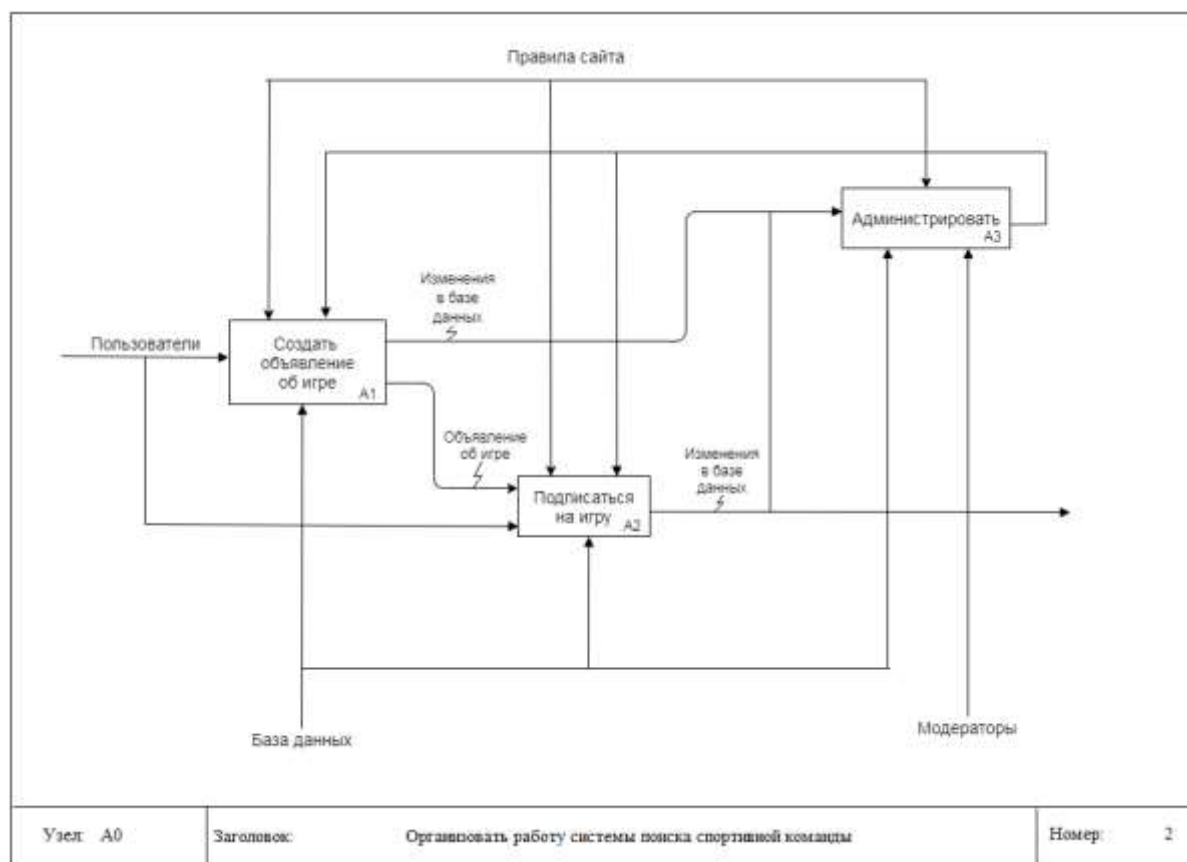 Правила сайта
Администрировать
A3
Изменения
в базе
данных
Пользователи
Создать
объявление
об игре
A1
Объявление
об игре
Изменения
в базе
данных
Подписаться
на игру
A2
База данных
Модераторы
Узел: A0
Заголовок:
Организовать работу системы поиска спортивной команды
Номер: 2